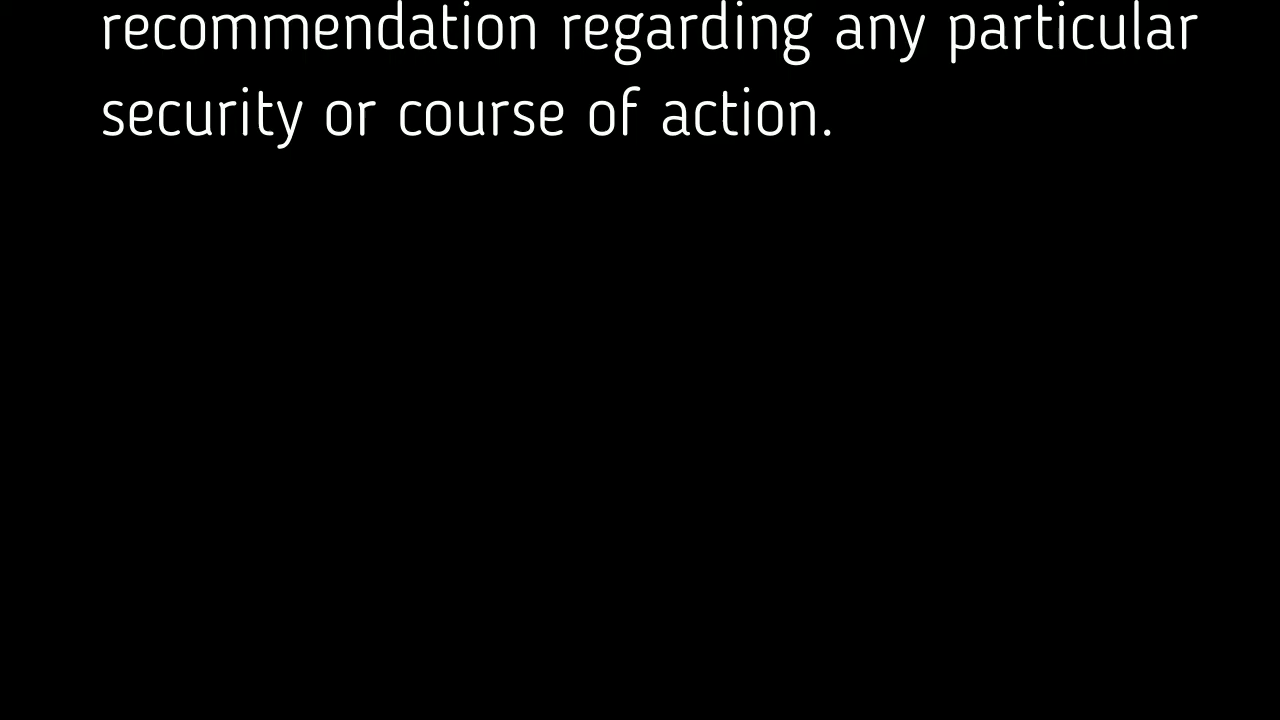 recommendation regarding any particular
security or course of action.